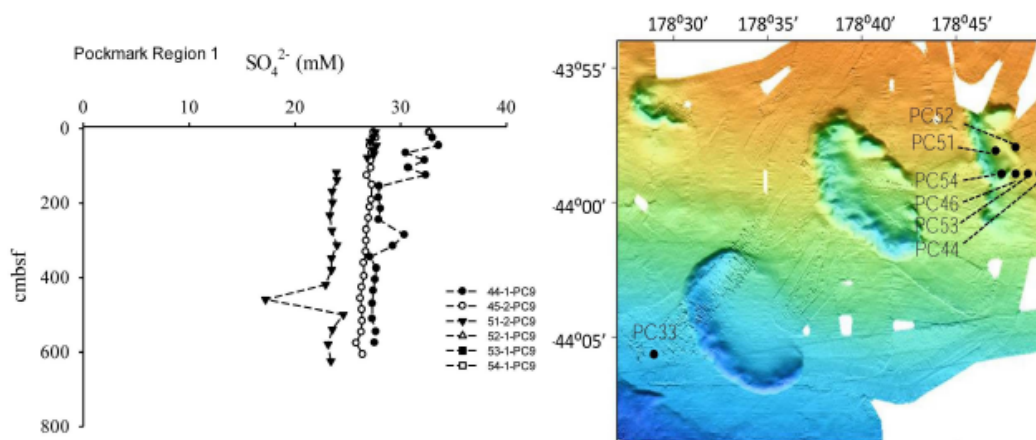 Pockmark Region 1
SO₄²⁻ (mM)
0 10 20 30 40
0
200
400
600
800
cmbsf
44-1-PC9
45-2-PC9
51-2-PC9
52-1-PC9
53-1-PC9
54-1-PC9
178°30' 178°35' 178°40' 178°45'
-43°55'
-44°00'
-44°05'
PC52
PC51
PC54
PC46
PC53
PC44
PC33